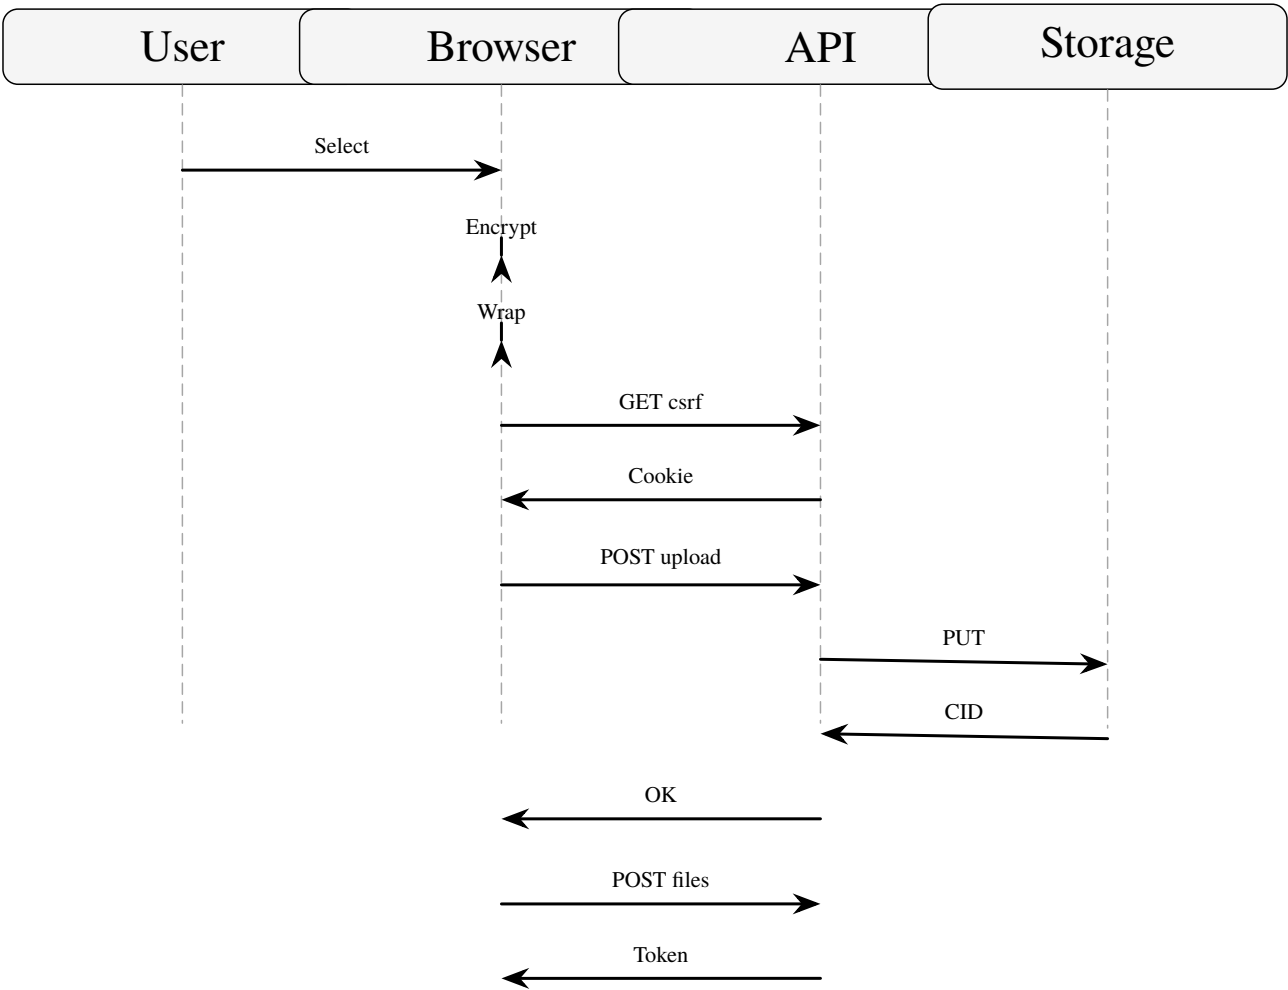 User
Browser
API
Storage
Select
Encrypt
Wrap
GET csrf
Cookie
POST upload
PUT
CID
OK
POST files
Token